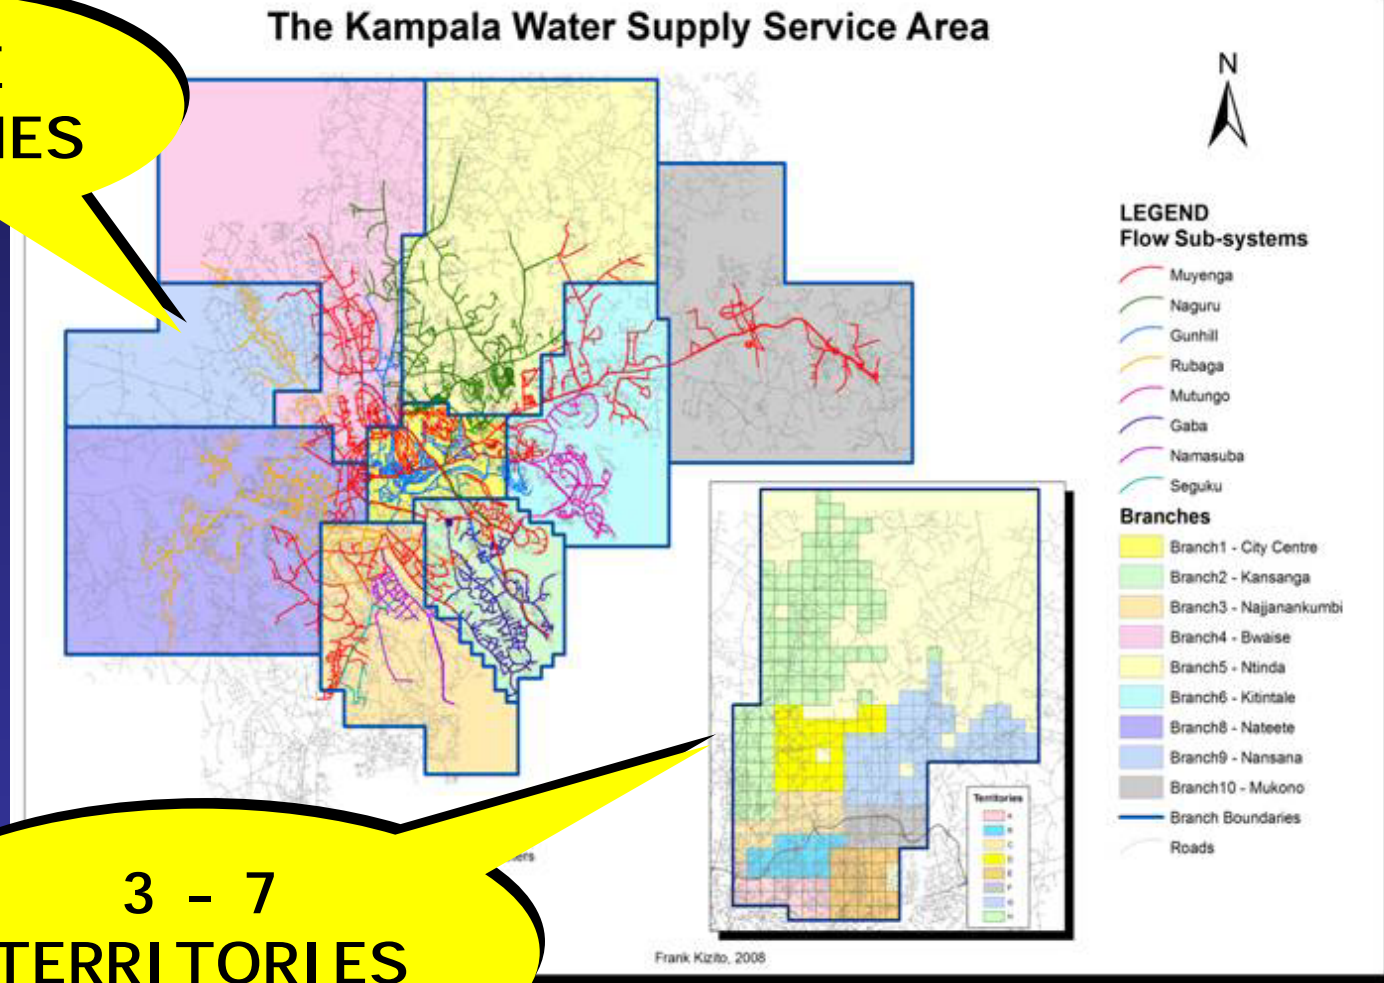 The Kampala Water Supply Service Area
N
LEGEND
Flow Sub-systems
Muyenga
Naguru
Gunhill
Rubaga
Mutungo
Gaba
Namasuba
Seguku
Branches
Branch1 - City Centre
Branch2 - Kansanga
Branch3 - Najjanankumbi
Branch4 - Bwaise
Branch5 - Ntinda
Branch6 - Kitintale
Branch8 - Nateete
Branch9 - Nansana
Branch10 - Mukono
Branch Boundaries
Roads
Territories
A
B
C
D
E
F
G
H
3 - 7
TERRITORIES
Frank Kizito, 2008